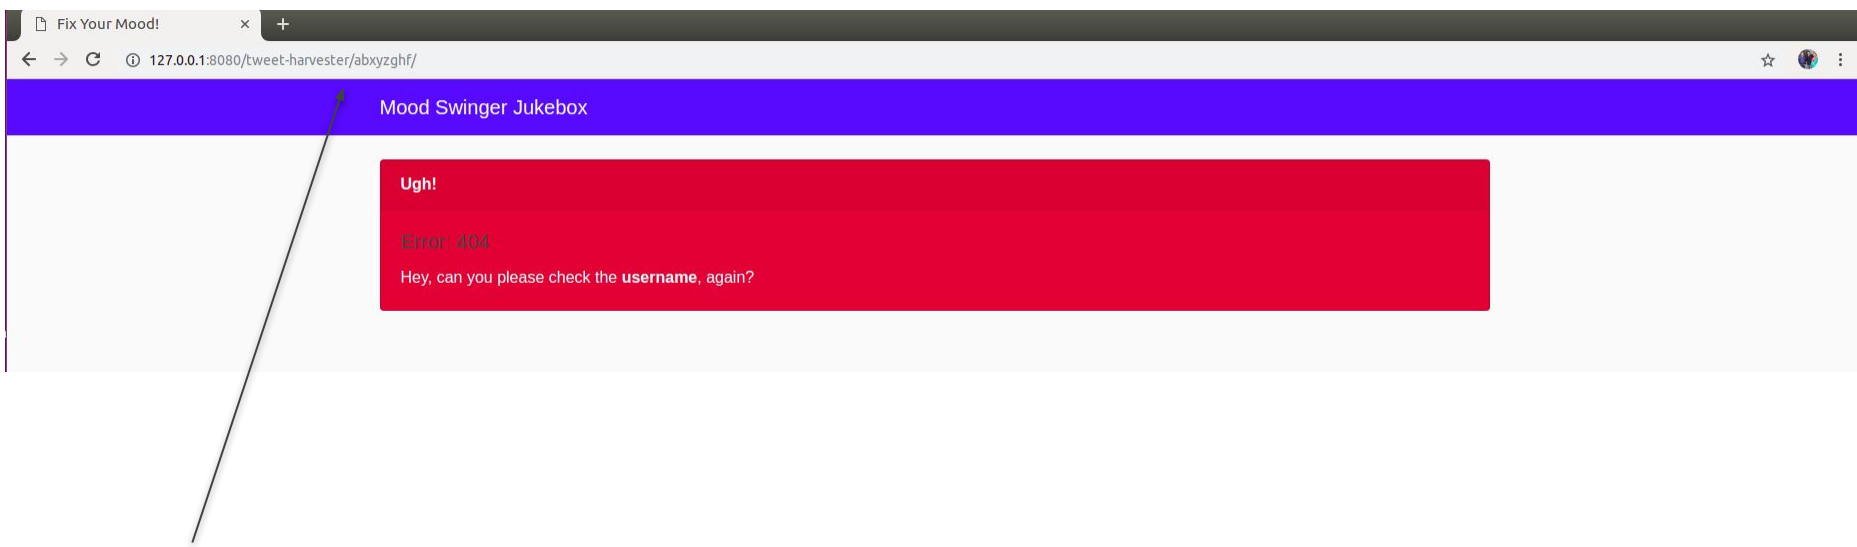 Fix Your Mood!
127.0.0.1:8080/tweet-harvester/abxyzghf/
Mood Swinger Jukebox
Ugh!
Error: 404
Hey, can you please check the username, again?